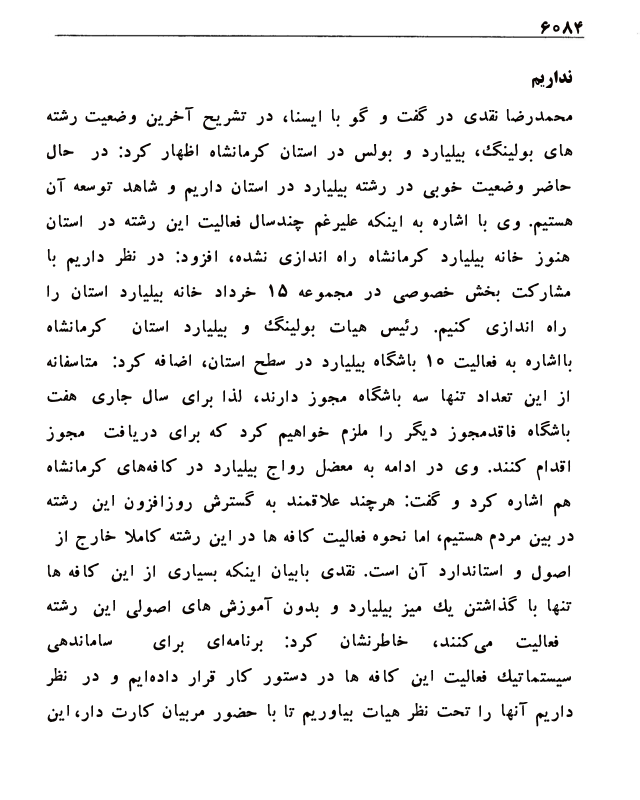 ۶۰۸۴
نداریم
محمدرضا نقدی در گفت و گو با ایسنا، در تشریح آخرین وضعیت رشته
های بولینگ، بیلیارد و بولس در استان کرمانشاه اظهار کرد: در حال
حاضر وضعیت خوبی در رشته بیلیارد در استان داریم و شاهد توسعه آن
هستیم. وی با اشاره به اینکه علیرغم چندسال فعالیت این رشته در استان
هنوز خانه بیلیارد کرمانشاه راه اندازی نشده، افزود: در نظر داریم با
مشارکت بخش خصوصی در مجموعه ۱۵ خرداد خانه بیلیارد استان را
راه اندازی کنیم. رئیس هیات بولینگ و بیلیارد استان کرمانشاه
بااشاره به فعالیت ۱۰ باشگاه بیلیارد در سطح استان، اضافه کرد: متاسفانه
از این تعداد تنها سه باشگاه مجوز دارند، لذا برای سال جاری هفت
باشگاه فاقدمجوز دیگر را ملزم خواهیم کرد که برای دریافت مجوز
اقدام کنند. وی در ادامه به معضل رواج بیلیارد در کافه‌های کرمانشاه
هم اشاره کرد و گفت: هرچند علاقمند به گسترش روزافزون این رشته
در بین مردم هستیم، اما نحوه فعالیت کافه ها در این رشته کاملا خارج از
اصول و استاندارد آن است. نقدی بابیان اینکه بسیاری از این کافه ها
تنها با گذاشتن یك میز بیلیارد و بدون آموزش های اصولی این رشته
فعالیت می‌کنند، خاطرنشان کرد: برنامه‌ای برای ساماندهی
سیستماتیك فعالیت این کافه ها در دستور کار قرار داده‌ایم و در نظر
داریم آنها را تحت نظر هیات بیاوریم تا با حضور مربیان کارت دار، این